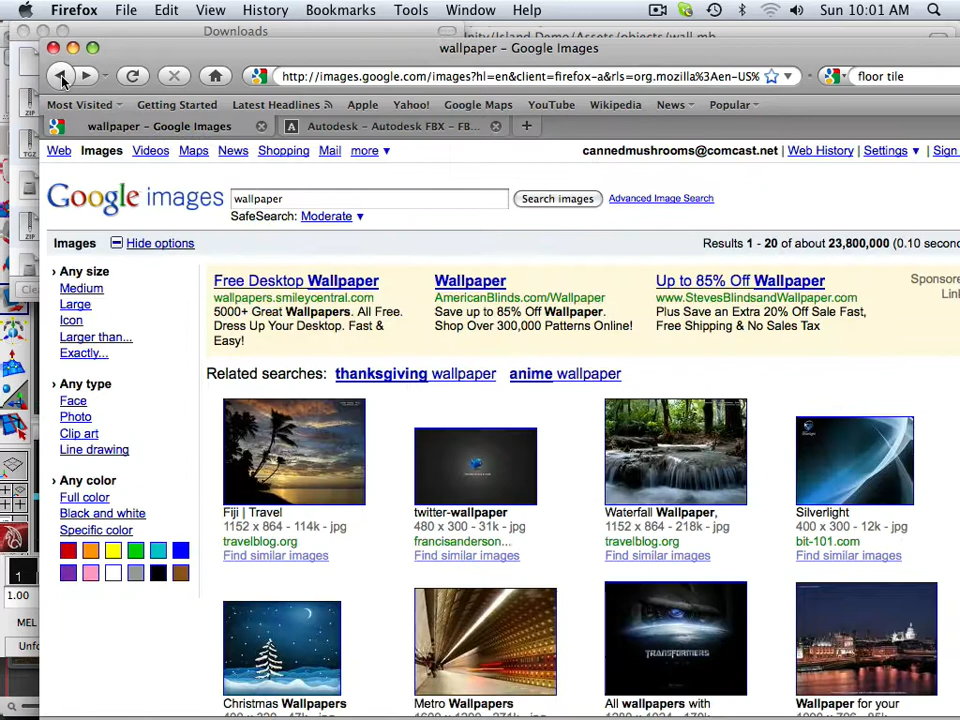 Firefox File Edit View History Bookmarks Tools Window Help Sun 10:01 AM
Downloads
wallpaper – Google Images
http://images.google.com/images?hl=en&client=firefox-a&rls=org.mozilla%3Aen-US% floor tile
Most Visited Getting Started Latest Headlines Apple Yahoo! Google Maps YouTube Wikipedia News Popular
wallpaper – Google Images Autodesk – Autodesk FBX – FB...
Web Images Videos Maps News Shopping Mail more cannedmushrooms@comcast.net | Web History | Settings | Sign
Google images wallpaper Search images Advanced Image Search
SafeSearch: Moderate
Images Hide options Results 1 - 20 of about 23,800,000 (0.10 second
› Any size
Medium
Large
Icon
Larger than...
Exactly...
› Any type
Face
Photo
Clip art
Line drawing
› Any color
Full color
Black and white
Specific color
Free Desktop Wallpaper
wallpapers.smileycentral.com
5000+ Great Wallpapers. All Free.
Dress Up Your Desktop. Fast &
Easy!
Wallpaper
AmericanBlinds.com/Wallpaper
Save up to 85% Off Wallpaper.
Shop Over 300,000 Patterns Online!
Up to 85% Off Wallpaper
www.StevesBlindsandWallpaper.com
Plus Save an Extra 20% Off Sale Fast,
Free Shipping & No Sales Tax
Sponsore
Link
Related searches: thanksgiving wallpaper anime wallpaper
Fiji | Travel
1152 x 864 - 114k - jpg
travelblog.org
Find similar images
twitter-wallpaper
480 x 300 - 31k - jpg
francisanderson...
Find similar images
Waterfall Wallpaper,
1152 x 864 - 218k - jpg
travelblog.org
Find similar images
Silverlight
400 x 300 - 12k - jpg
bit-101.com
Find similar images
TRANSFORMERS
Christmas Wallpapers
Metro Wallpapers
All wallpapers with
Wallpaper for your
ZIP
TGZ
ZIP
1
1.00
MEL